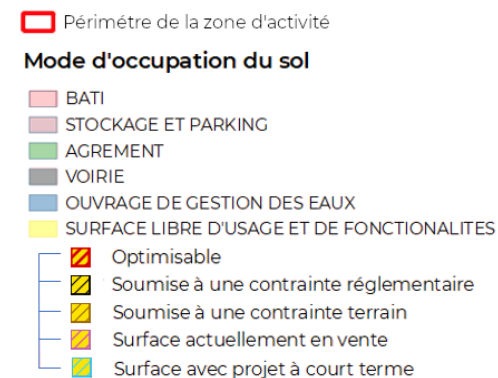 Périmétre de la zone d'activité
Mode d'occupation du sol
BATI
STOCKAGE ET PARKING
AGREMENT
VOIRIE
OUVRAGE DE GESTION DES EAUX
SURFACE LIBRE D'USAGE ET DE FONCTIONALITES
Optimisable
Soumise à une contrainte réglementaire
Soumise à une contrainte terrain
Surface actuellement en vente
Surface avec projet à court terme